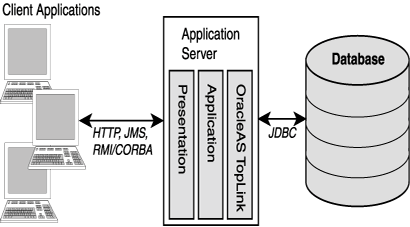 Client Applications
Application
Server
Database
Presentation
Application
OracleAS TopLink
HTTP, JMS,
RMI/CORBA
JDBC